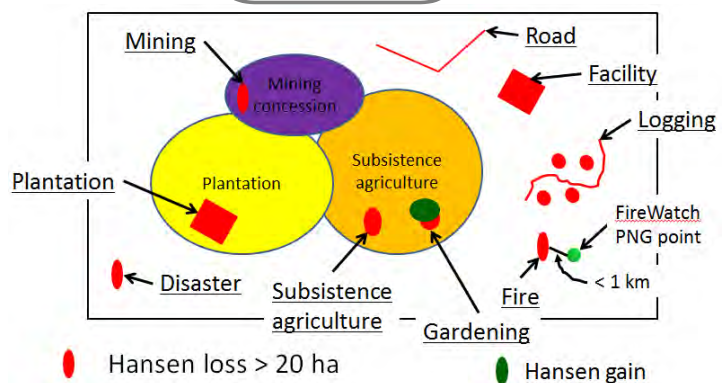 Mining
Road
Facility
Mining
concession
Logging
Subsistence
agriculture
Plantation
Plantation
FireWatch
PNG point
< 1 km
Disaster
Subsistence
agriculture
Fire
Gardening
Hansen loss > 20 ha
Hansen gain